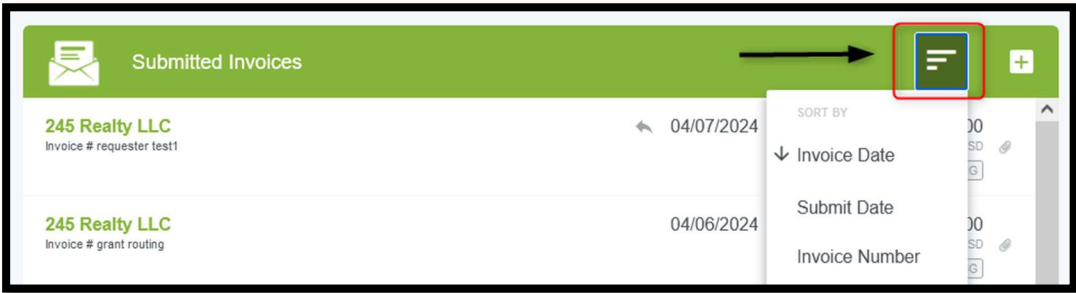 Submitted Invoices
SORT BY
Invoice Date
Submit Date
Invoice Number
245 Realty LLC
04/07/2024
Invoice # requester test1
245 Realty LLC
04/06/2024
Invoice # grant routing